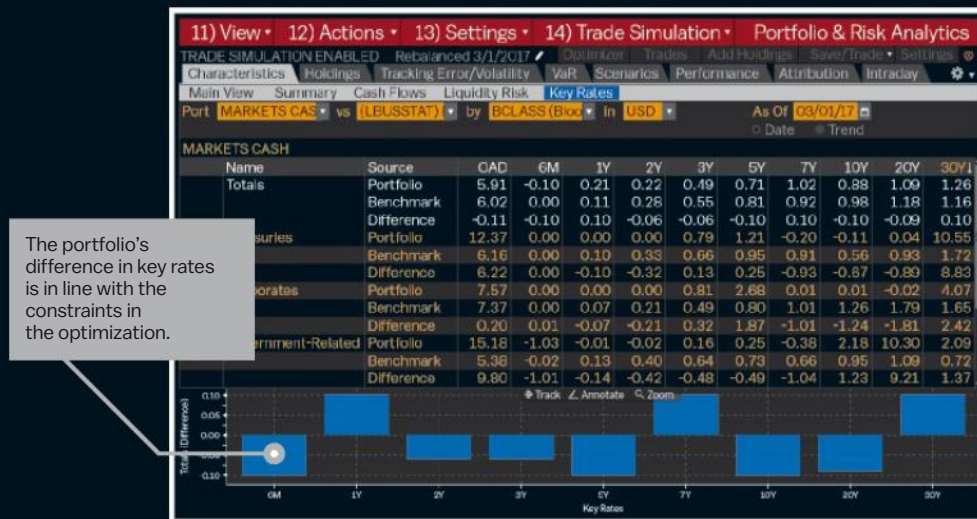 11) View 12) Actions 13) Settings 14) Trade Simulation Portfolio & Risk Analytics
TRADE SIMULATION ENABLED Rebalanced 3/1/2017 Optimizer Trades Add Holdings Save/Trade Settings
Characteristics Holdings Tracking Error/Volatility VaR Scenarios Performance Attribution Intraday
Main View Summary Cash Flows Liquidity Risk Key Rates
Port MARKETS CAS vs (LBUSSTAT) by BCLASS (Bloo in USD As Of 03/01/17
Date Trend
MARKETS CASH
Name Source OAD 6M 1Y 2Y 3Y 5Y 7Y 10Y 20Y 30Y↓
Totals Portfolio 5.91 -0.10 0.21 0.22 0.49 0.71 1.02 0.88 1.09 1.26
Benchmark 6.02 0.00 0.11 0.28 0.55 0.81 0.92 0.98 1.18 1.16
Difference -0.11 -0.10 0.10 -0.06 -0.06 -0.10 0.10 -0.10 -0.09 0.10
suries Portfolio 12.37 0.00 0.00 0.00 0.79 1.21 -0.20 -0.11 0.04 10.55
Benchmark 6.16 0.00 0.10 0.33 0.66 0.95 0.91 0.56 0.93 1.72
Difference 6.22 0.00 -0.10 -0.32 0.13 0.25 -0.93 -0.67 -0.89 8.83
porates Portfolio 7.57 0.00 0.00 0.00 0.81 2.68 0.01 0.01 -0.02 4.07
Benchmark 7.37 0.00 0.07 0.21 0.49 0.80 1.01 1.26 1.79 1.65
Difference 0.20 0.01 -0.07 -0.21 0.32 1.87 -1.01 -1.24 -1.81 2.42
ernment-Related Portfolio 15.18 -1.03 -0.01 -0.02 0.16 0.25 -0.38 2.18 10.30 2.09
Benchmark 5.38 -0.02 0.13 0.40 0.64 0.73 0.66 0.95 1.09 0.72
Difference 9.80 -1.01 -0.14 -0.42 -0.48 -0.49 -1.04 1.23 9.21 1.37
The portfolio's
difference in key rates
is in line with the
constraints in
the optimization.
Track Annotate Zoom
Totals (Difference)
0.10
0.05
0.00
-0.05
-0.10
6M 1Y 2Y 3Y 5Y 7Y 10Y 20Y 30Y
Key Rates